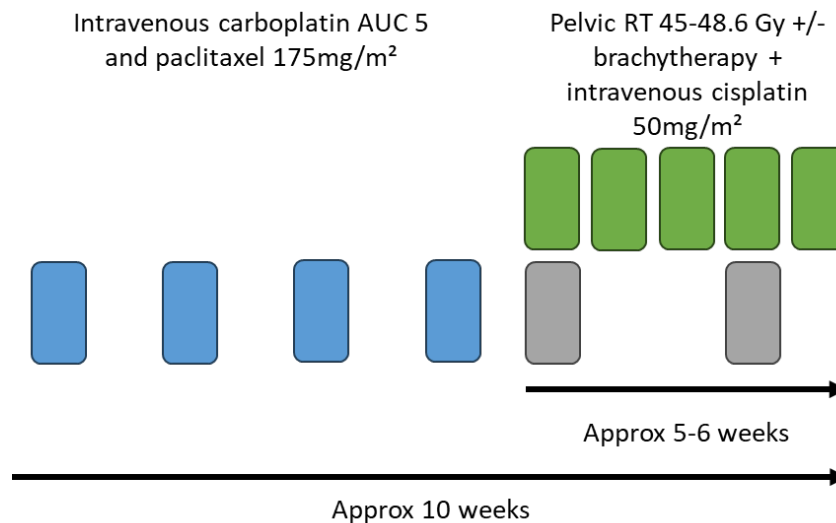 Intravenous carboplatin AUC 5
and paclitaxel 175mg/m²
Pelvic RT 45-48.6 Gy +/-
brachytherapy +
intravenous cisplatin
50mg/m²
Approx 5-6 weeks
Approx 10 weeks